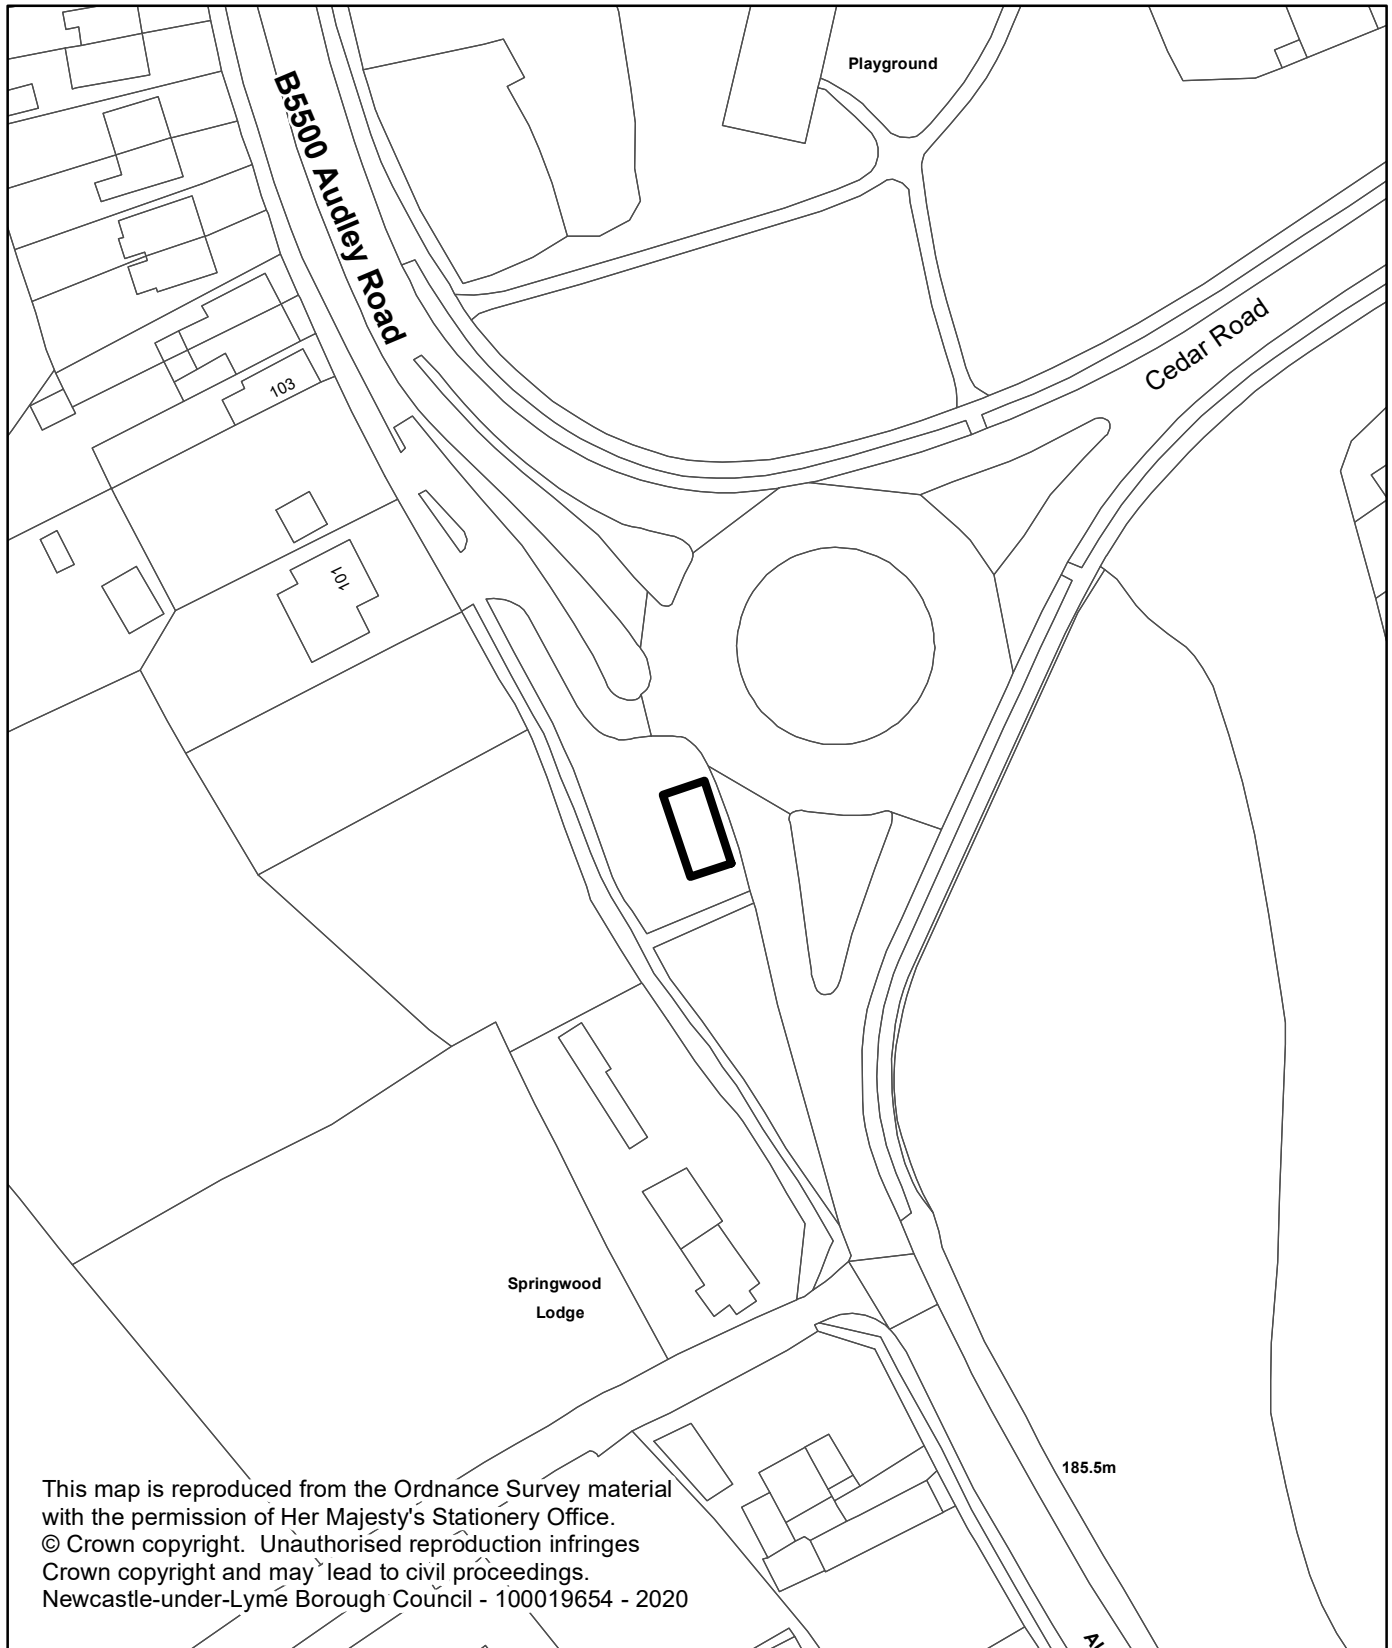 Playground
B5500 Audley Road
Cedar Road
103
101
Springwood
Lodge
185.5m
This map is reproduced from the Ordnance Survey material
with the permission of Her Majesty's Stationery Office.
© Crown copyright.  Unauthorised reproduction infringes
Crown copyright and may lead to civil proceedings.
Newcastle-under-Lyme Borough Council - 100019654 - 2020